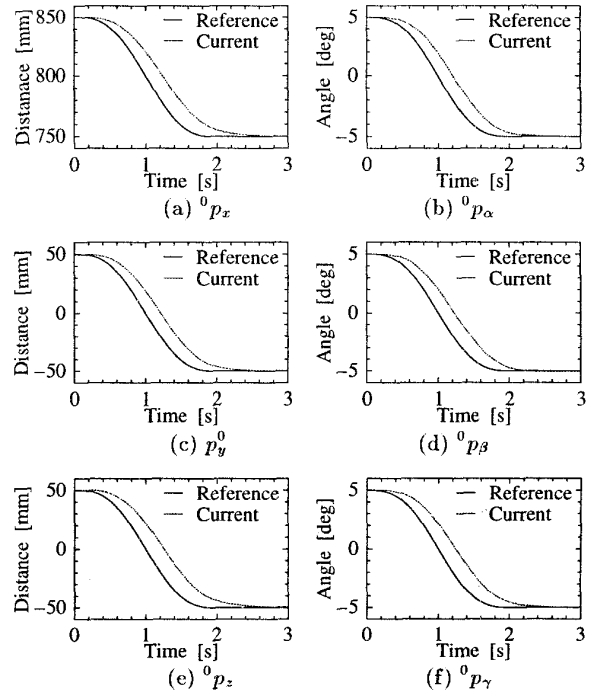 Distanace [mm]
850
800
750
Reference
Current
0 1 2 3
Time [s]
(a) ⁰pₓ
Angle [deg]
5
0
-5
Reference
Current
0 1 2 3
Time [s]
(b) ⁰p_α
Distance [mm]
50
0
-50
Reference
Current
0 1 2 3
Time [s]
(c) p_y⁰
Angle [deg]
5
0
-5
Reference
Current
0 1 2 3
Time [s]
(d) ⁰p_β
Distance [mm]
50
0
-50
Reference
Current
0 1 2 3
Time [s]
(e) ⁰p_z
Angle [deg]
5
0
-5
Reference
Current
0 1 2 3
Time [s]
(f) ⁰p_γ